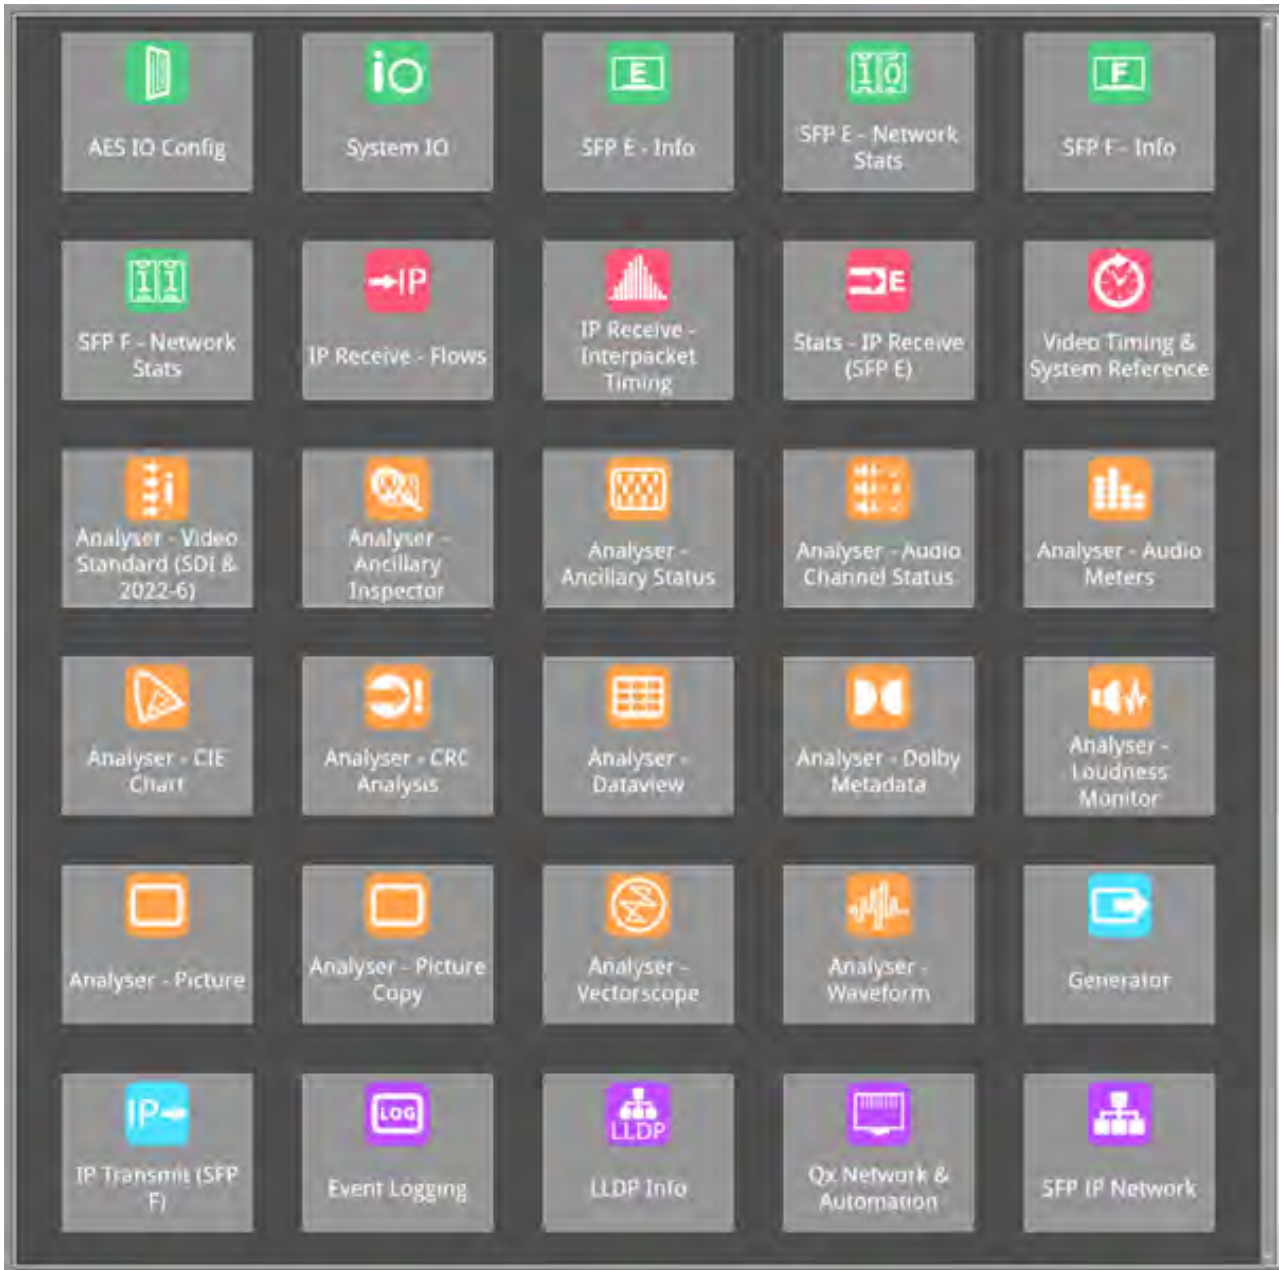 AES IO Config
iO
System IO
E
SFP E - Info
10
SFP E - Network
Stats
F
SFP F - Info
11
SFP F - Network
Stats
IP
IP Receive - Flows
IP Receive -
Interpacket
Timing
E
Stats - IP Receive
(SFP E)
Video Timing &
System Reference
i
Analyser - Video
Standard (SDI &
2022-6)
Analyser -
Ancillary
Inspector
Analyser -
Ancillary Status
Analyser - Audio
Channel Status
Analyser - Audio
Meters
Analyser - CIE
Chart
!
Analyser - CRC
Analysis
Analyser -
Dataview
Analyser - Dolby
Metadata
Analyser -
Loudness
Monitor
Analyser - Picture
Analyser - Picture
Copy
Analyser -
Vectorscope
Analyser -
Waveform
Generator
IP
IP Transmit (SFP
F)
LOG
Event Logging
LLDP
LLDP Info
Qx Network &
Automation
SFP IP Network